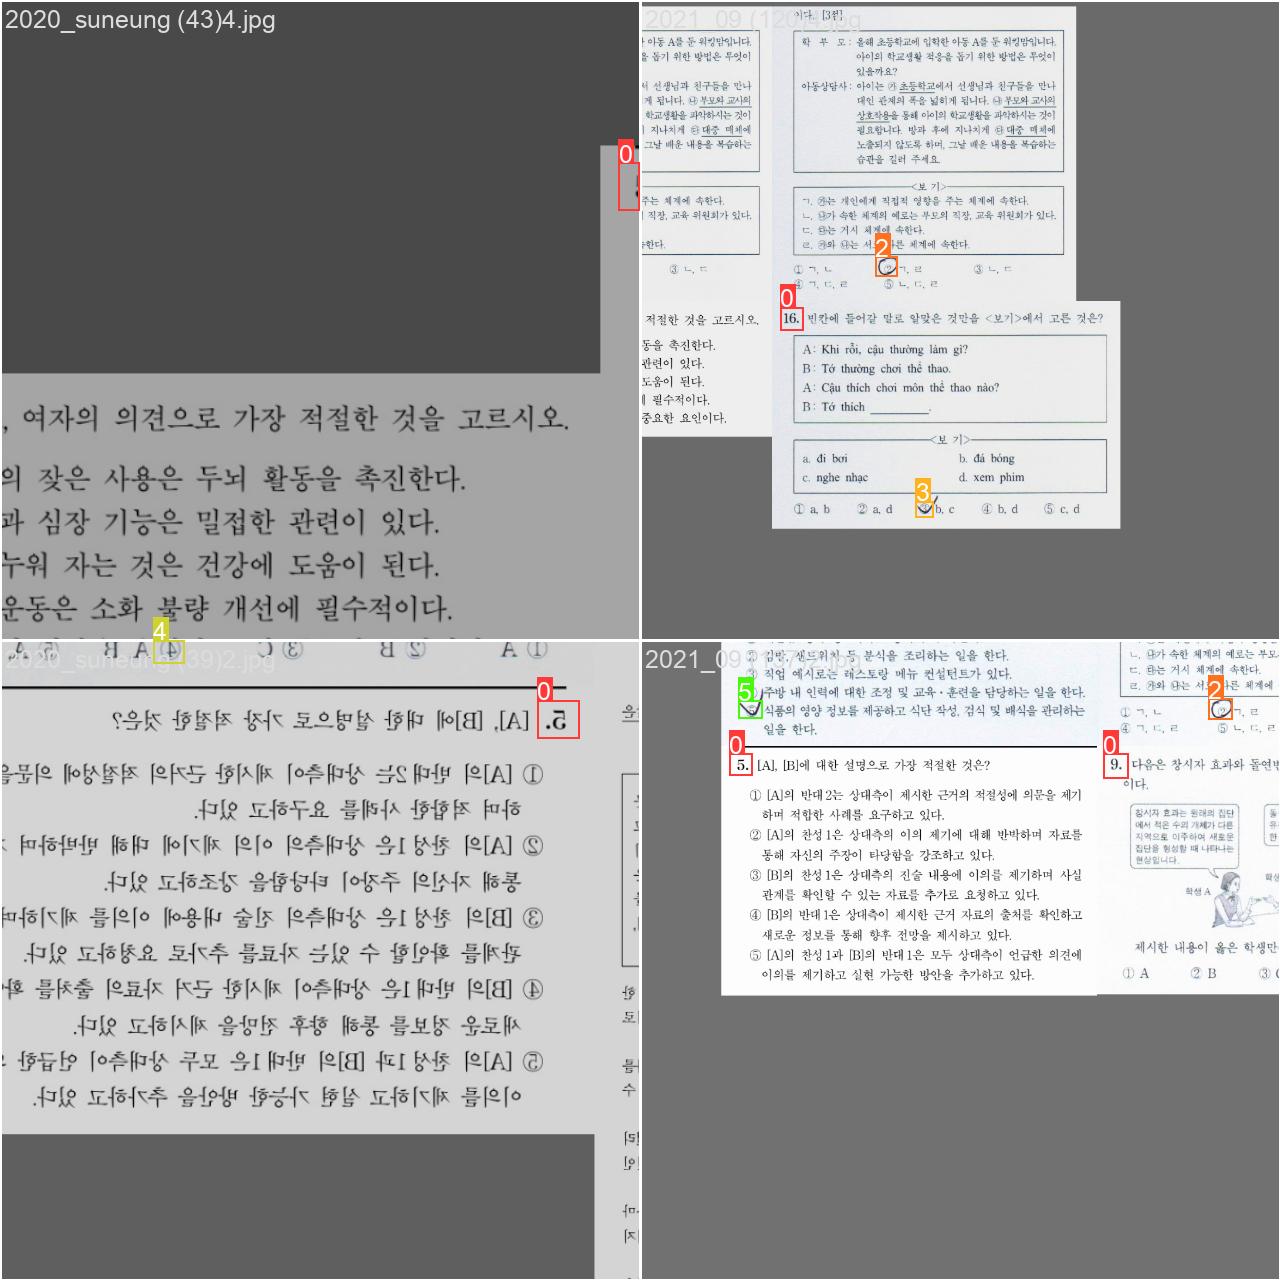 2020_suneung (43)4.jpg
, 여자의 의견으로 가장 적절한 것을 고르시오.
의 잦은 사용은 두뇌 활동을 촉진한다.
과 심장 기능은 밀접한 관련이 있다.
누워 자는 것은 건강에 도움이 된다.
운동은 소화 불량 개선에 필수적이다.
4
0
2021_09 (120)4.jpg
이다. [3점]
학 부 모: 올해 초등학교에 입학한 아동 A를 둔 워킹맘입니다.
아이의 학교생활 적응을 돕기 위한 방법은 무엇이
있을까요?
아동상담사: 아이는 ㉮ 초등학교에서 선생님과 친구들을 만나
대인 관계의 폭을 넓히게 됩니다. ㉯ 부모와 교사의
상호작용을 통해 아이의 학교생활을 파악하시는 것이
필요합니다. 방과 후에 지나치게 ㉰ 대중 매체에
노출되지 않도록 하며, 그날 배운 내용을 복습하는
습관을 길러 주세요.
<보 기>
ㄱ. ㉮는 개인에게 직접적 영향을 주는 체계에 속한다.
ㄴ. ㉯가 속한 체계의 예로는 부모의 직장, 교육 위원회가 있다.
ㄷ. ㉰는 거시 체계에 속한다.
ㄹ. ㉮와 ㉯는 서로 다른 체계에 속한다.
2
① ㄱ, ㄴ ② ㄱ, ㄹ ③ ㄴ, ㄷ
④ ㄱ, ㄷ, ㄹ ⑤ ㄴ, ㄷ, ㄹ
③ ㄴ, ㄷ
적절한 것을 고르시오.
동을 촉진한다.
관련이 있다.
도움이 된다.
필수적이다.
중요한 요인이다.
0
16. 빈칸에 들어갈 말로 알맞은 것만을 <보기>에서 고른 것은?
A: Khi rỗi, cậu thường làm gì?
B: Tớ thường chơi thể thao.
A: Cậu thích chơi môn thể thao nào?
B: Tớ thích ________.
<보 기>
a. đi bơi b. đá bóng
c. nghe nhạc d. xem phim
3
① a, b ② a, d ③ b, c ④ b, d ⑤ c, d
2020_suneung (39)2.jpg
① A ② B ③ C ④ A, B ⑤ A,
0
5. [A], [B]에 대한 설명으로 가장 적절한 것은?
① [A]의 반대 2는 상대측이 제시한 근거의 적절성에 의문을
하며 적합한 사례를 요구하고 있다.
② [A]의 찬성 1은 상대측의 이의 제기에 대해 반박하며
통해 자신의 주장이 타당함을 강조하고 있다.
③ [B]의 찬성 1은 상대측의 진술 내용에 이의를 제기하며
관계를 확인할 수 있는 자료를 추가로 요청하고 있다.
④ [B]의 반대 1은 상대측이 제시한 근거 자료의 출처를 확
새로운 정보를 통해 향후 전망을 제시하고 있다.
⑤ [A]의 찬성 1과 [B]의 반대 1은 모두 상대측이 언급한
이의를 제기하고 실현 가능한 방안을 추가하고 있다.
2021_09 (137)2.jpg
김밥, 샌드위치 등 분식을 조리하는 일을 한다.
직업 예시로는 레스토랑 메뉴 컨설턴트가 있다.
주방 내 인력에 대한 조정 및 교육·훈련을 담당하는 일을 한다.
5
⑤ 식품의 영양 정보를 제공하고 식단 작성, 검식 및 배식을 관리하는
일을 한다.
0
5. [A], [B]에 대한 설명으로 가장 적절한 것은?
① [A]의 반대 2는 상대측이 제시한 근거의 적절성에 의문을 제기
하며 적합한 사례를 요구하고 있다.
② [A]의 찬성 1은 상대측의 이의 제기에 대해 반박하며 자료를
통해 자신의 주장이 타당함을 강조하고 있다.
③ [B]의 찬성 1은 상대측의 진술 내용에 이의를 제기하며 사실
관계를 확인할 수 있는 자료를 추가로 요청하고 있다.
④ [B]의 반대 1은 상대측이 제시한 근거 자료의 출처를 확인하고
새로운 정보를 통해 향후 전망을 제시하고 있다.
⑤ [A]의 찬성 1과 [B]의 반대 1은 모두 상대측이 언급한 의견에
이의를 제기하고 실현 가능한 방안을 추가하고 있다.
ㄴ. ㉯가 속한 체계의 예로는 부모
ㄷ. ㉰는 거시 체계에 속한다.
ㄹ. ㉮와 ㉯는 서로 다른 체계에
2
① ㄱ, ㄴ ② ㄱ, ㄹ
④ ㄱ, ㄷ, ㄹ ⑤ ㄴ, ㄷ, ㄹ
0
9. 다음은 창시자 효과와 돌연변
이다.
창시자 효과는 원래의 집단
에서 적은 수의 개체가 다른
지역으로 이주하여 새로운
집단을 형성할 때 나타나는
현상입니다.
학생 A
제시한 내용이 옳은 학생만
① A ② B ③